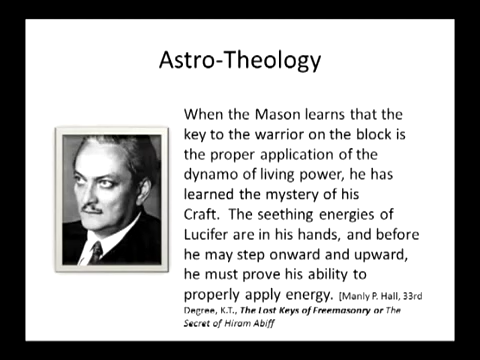 Astro-Theology
When the Mason learns that the
key to the warrior on the block is
the proper application of the
dynamo of living power, he has
learned the mystery of his
Craft. The seething energies of
Lucifer are in his hands, and before
he may step onward and upward,
he must prove his ability to
properly apply energy. [Manly P. Hall, 33rd
Degree, K.T., The Lost Keys of Freemasonry or The
Secret of Hiram Abiff